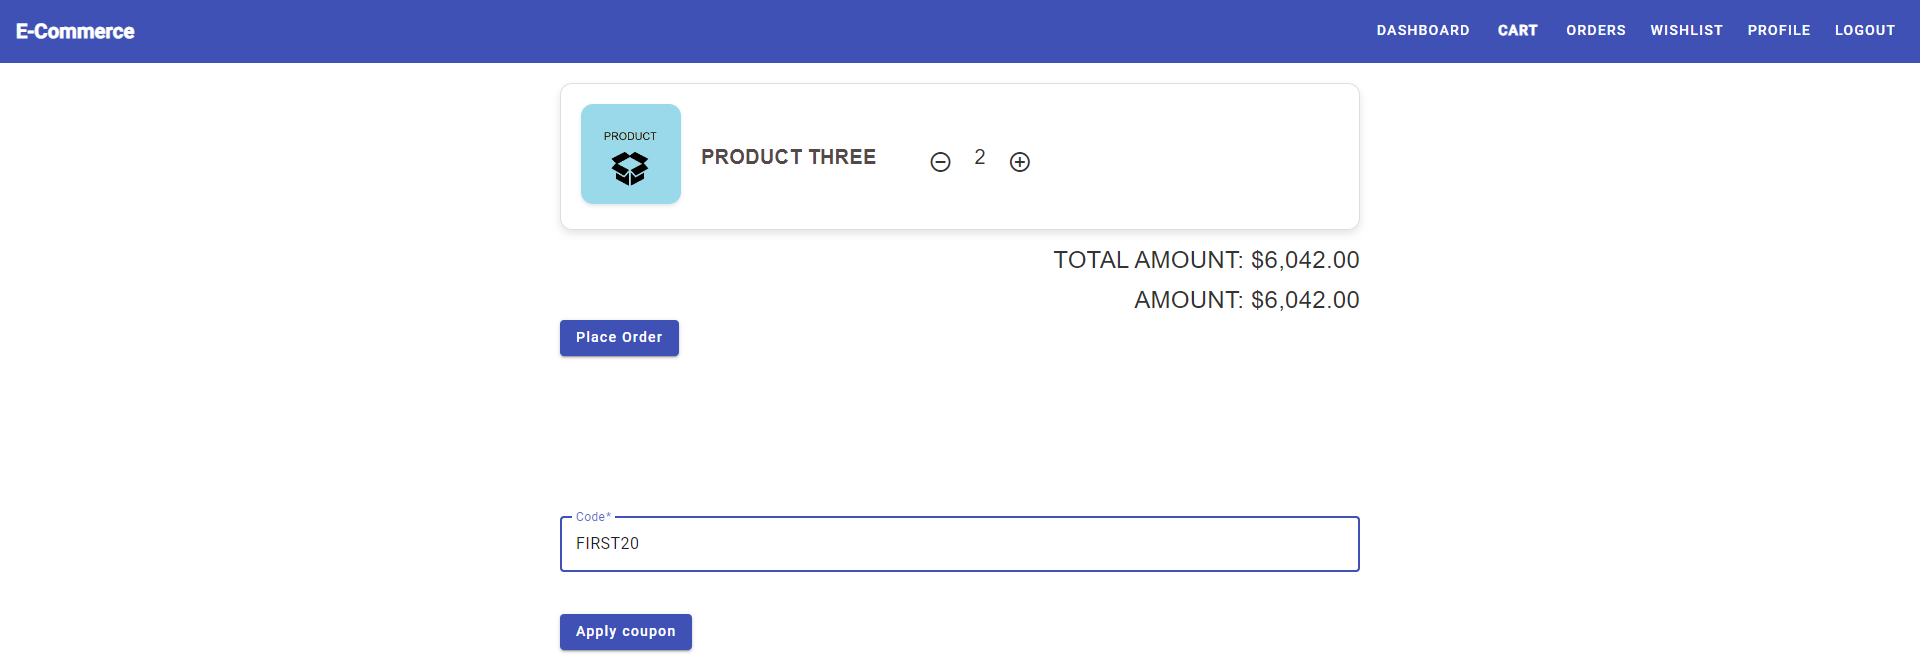 E-Commerce
DASHBOARD CART ORDERS WISHLIST PROFILE LOGOUT
PRODUCT
PRODUCT THREE 2
TOTAL AMOUNT: $6,042.00
AMOUNT: $6,042.00
Place Order
Code*
FIRST20
Apply coupon